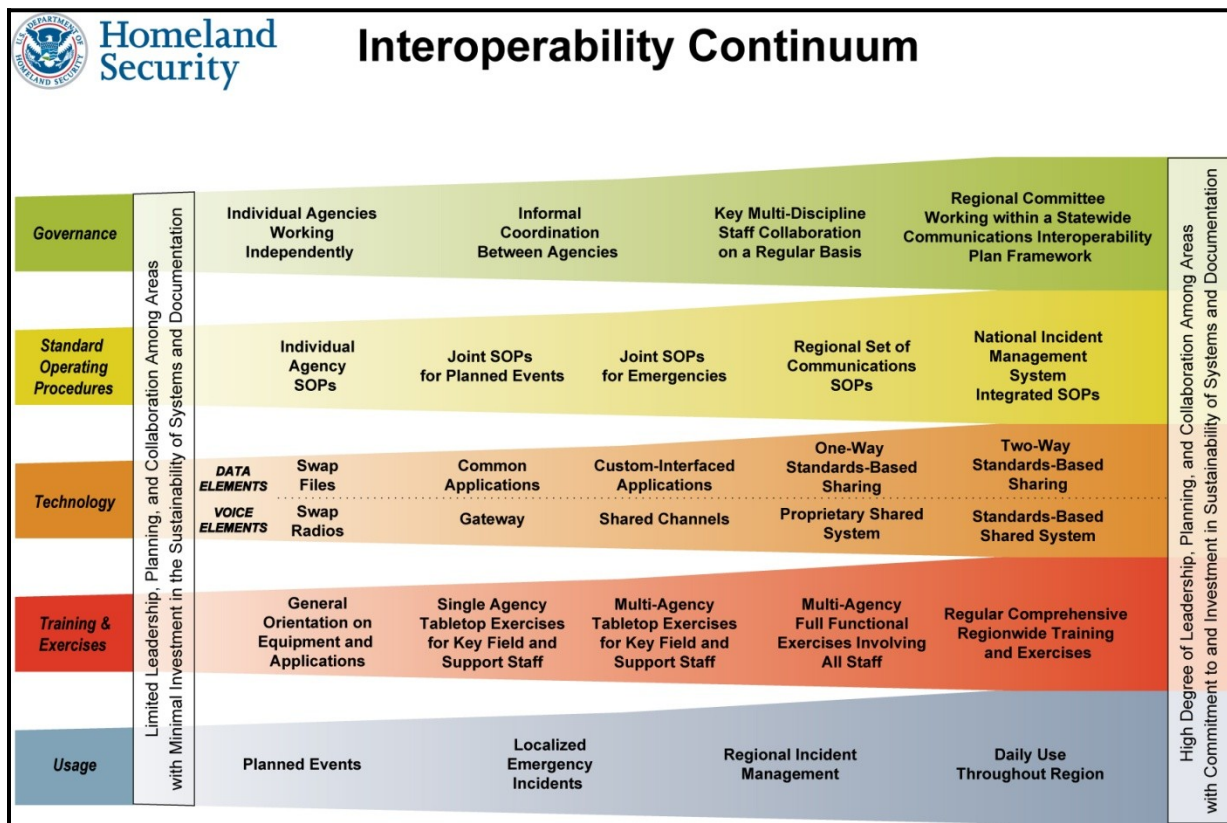 U.S. DEPARTMENT OF HOMELAND SECURITY
Homeland
Security
Interoperability Continuum
Limited Leadership, Planning, and Collaboration Among Areas
with Minimal Investment in the Sustainability of Systems and Documentation
High Degree of Leadership, Planning, and Collaboration Among Areas
with Commitment to and Investment in Sustainability of Systems and Documentation
Governance
Individual Agencies
Working
Independently
Informal
Coordination
Between Agencies
Key Multi-Discipline
Staff Collaboration
on a Regular Basis
Regional Committee
Working within a Statewide
Communications Interoperability
Plan Framework
Standard
Operating
Procedures
Individual
Agency
SOPs
Joint SOPs
for Planned Events
Joint SOPs
for Emergencies
Regional Set of
Communications
SOPs
National Incident
Management
System
Integrated SOPs
Technology
DATA
ELEMENTS
Swap
Files
Common
Applications
Custom-Interfaced
Applications
One-Way
Standards-Based
Sharing
Two-Way
Standards-Based
Sharing
VOICE
ELEMENTS
Swap
Radios
Gateway
Shared Channels
Proprietary Shared
System
Standards-Based
Shared System
Training &
Exercises
General
Orientation on
Equipment and
Applications
Single Agency
Tabletop Exercises
for Key Field and
Support Staff
Multi-Agency
Tabletop Exercises
for Key Field and
Support Staff
Multi-Agency
Full Functional
Exercises Involving
All Staff
Regular Comprehensive
Regionwide Training
and Exercises
Usage
Planned Events
Localized
Emergency
Incidents
Regional Incident
Management
Daily Use
Throughout Region